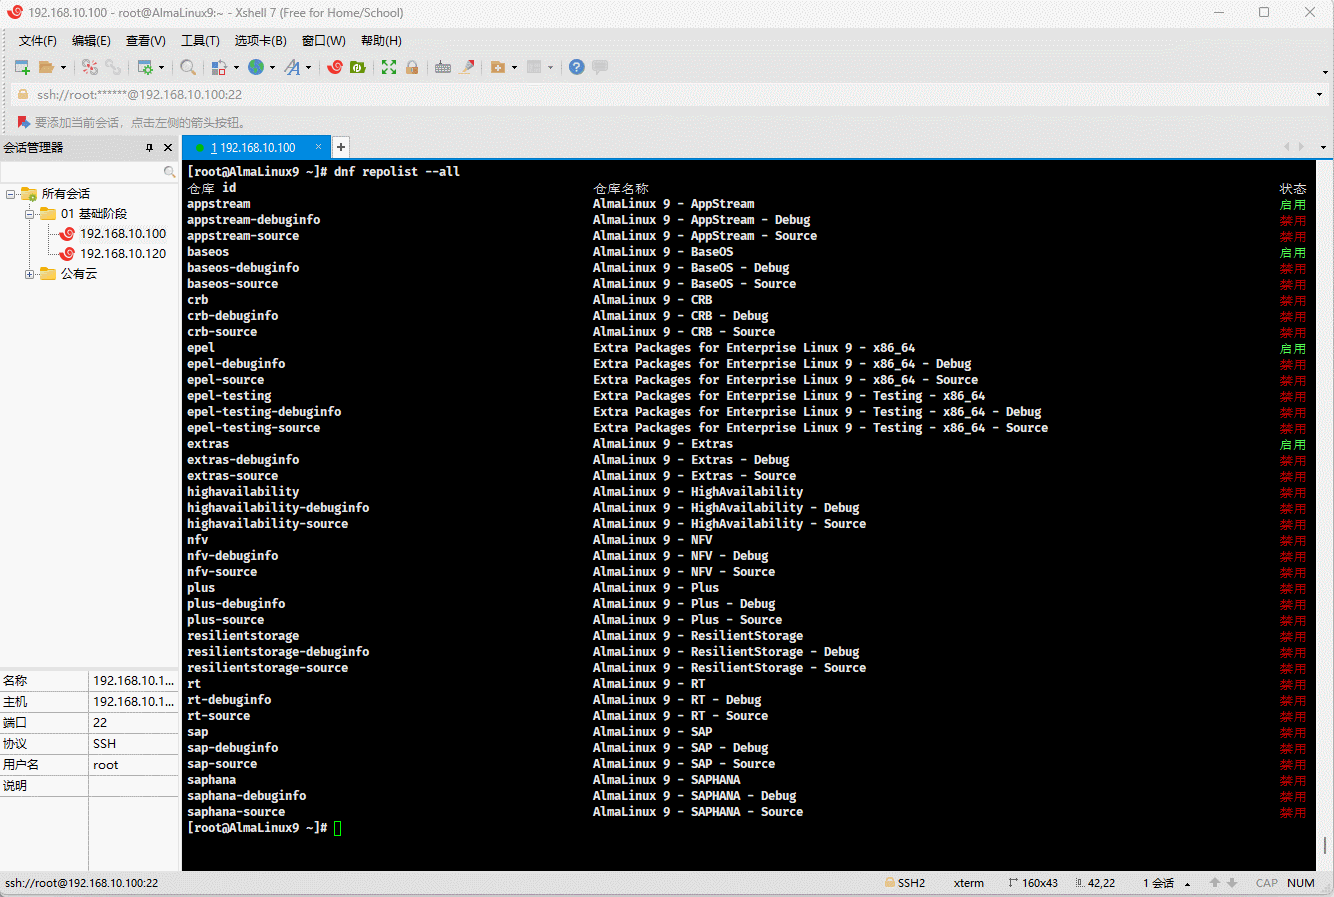 192.168.10.100 - root@AlmaLinux9:~ - Xshell 7 (Free for Home/School)
文件(F) 编辑(E) 查看(V) 工具(T) 选项卡(B) 窗口(W) 帮助(H)
ssh://root:******@192.168.10.100:22
要添加当前会话，点击左侧的箭头按钮。
会话管理器
所有会话
01 基础阶段
192.168.10.100
192.168.10.120
公有云
名称 192.168.10.1...
主机 192.168.10.1...
端口 22
协议 SSH
用户名 root
说明
1 192.168.10.100 × +
[root@AlmaLinux9 ~]# dnf repolist --all
仓库 id 仓库名称 状态
appstream AlmaLinux 9 - AppStream 启用
appstream-debuginfo AlmaLinux 9 - AppStream - Debug 禁用
appstream-source AlmaLinux 9 - AppStream - Source 禁用
baseos AlmaLinux 9 - BaseOS 启用
baseos-debuginfo AlmaLinux 9 - BaseOS - Debug 禁用
baseos-source AlmaLinux 9 - BaseOS - Source 禁用
crb AlmaLinux 9 - CRB 禁用
crb-debuginfo AlmaLinux 9 - CRB - Debug 禁用
crb-source AlmaLinux 9 - CRB - Source 禁用
epel Extra Packages for Enterprise Linux 9 - x86_64 启用
epel-debuginfo Extra Packages for Enterprise Linux 9 - x86_64 - Debug 禁用
epel-source Extra Packages for Enterprise Linux 9 - x86_64 - Source 禁用
epel-testing Extra Packages for Enterprise Linux 9 - Testing - x86_64 禁用
epel-testing-debuginfo Extra Packages for Enterprise Linux 9 - Testing - x86_64 - Debug 禁用
epel-testing-source Extra Packages for Enterprise Linux 9 - Testing - x86_64 - Source 禁用
extras AlmaLinux 9 - Extras 启用
extras-debuginfo AlmaLinux 9 - Extras - Debug 禁用
extras-source AlmaLinux 9 - Extras - Source 禁用
highavailability AlmaLinux 9 - HighAvailability 禁用
highavailability-debuginfo AlmaLinux 9 - HighAvailability - Debug 禁用
highavailability-source AlmaLinux 9 - HighAvailability - Source 禁用
nfv AlmaLinux 9 - NFV 禁用
nfv-debuginfo AlmaLinux 9 - NFV - Debug 禁用
nfv-source AlmaLinux 9 - NFV - Source 禁用
plus AlmaLinux 9 - Plus 禁用
plus-debuginfo AlmaLinux 9 - Plus - Debug 禁用
plus-source AlmaLinux 9 - Plus - Source 禁用
resilientstorage AlmaLinux 9 - ResilientStorage 禁用
resilientstorage-debuginfo AlmaLinux 9 - ResilientStorage - Debug 禁用
resilientstorage-source AlmaLinux 9 - ResilientStorage - Source 禁用
rt AlmaLinux 9 - RT 禁用
rt-debuginfo AlmaLinux 9 - RT - Debug 禁用
rt-source AlmaLinux 9 - RT - Source 禁用
sap AlmaLinux 9 - SAP 禁用
sap-debuginfo AlmaLinux 9 - SAP - Debug 禁用
sap-source AlmaLinux 9 - SAP - Source 禁用
saphana AlmaLinux 9 - SAPHANA 禁用
saphana-debuginfo AlmaLinux 9 - SAPHANA - Debug 禁用
saphana-source AlmaLinux 9 - SAPHANA - Source 禁用
[root@AlmaLinux9 ~]#
ssh://root@192.168.10.100:22 SSH2 xterm 160x43 42,22 1 会话 CAP NUM